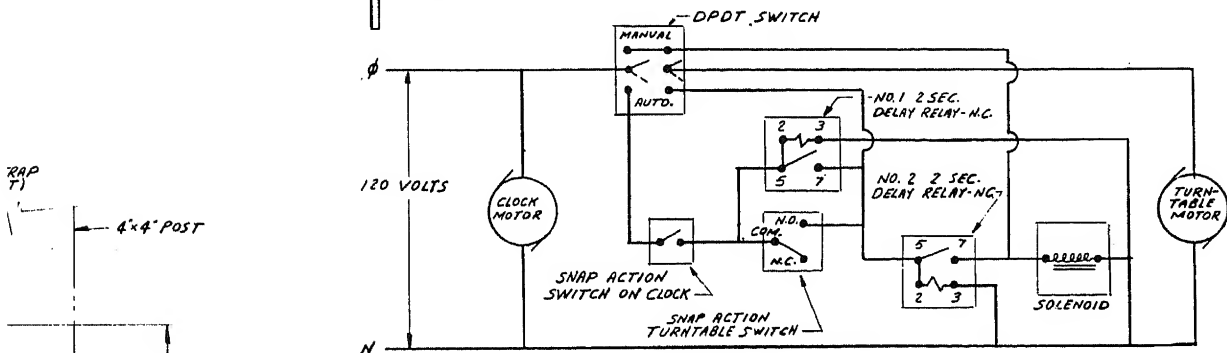 DPDT SWITCH
MANUAL
AUTO.
ϕ
120 VOLTS
N
CLOCK
MOTOR
NO.1 2 SEC.
DELAY RELAY-N.C.
2 3
5 7
NO. 2 2 SEC.
DELAY RELAY-N.C.
5 7
2 3
N.O.
COM.
N.C.
SNAP ACTION
SWITCH ON CLOCK
SNAP ACTION
TURNTABLE SWITCH
SOLENOID
TURN-
TABLE
MOTOR
RAP
T)
4"x4" POST